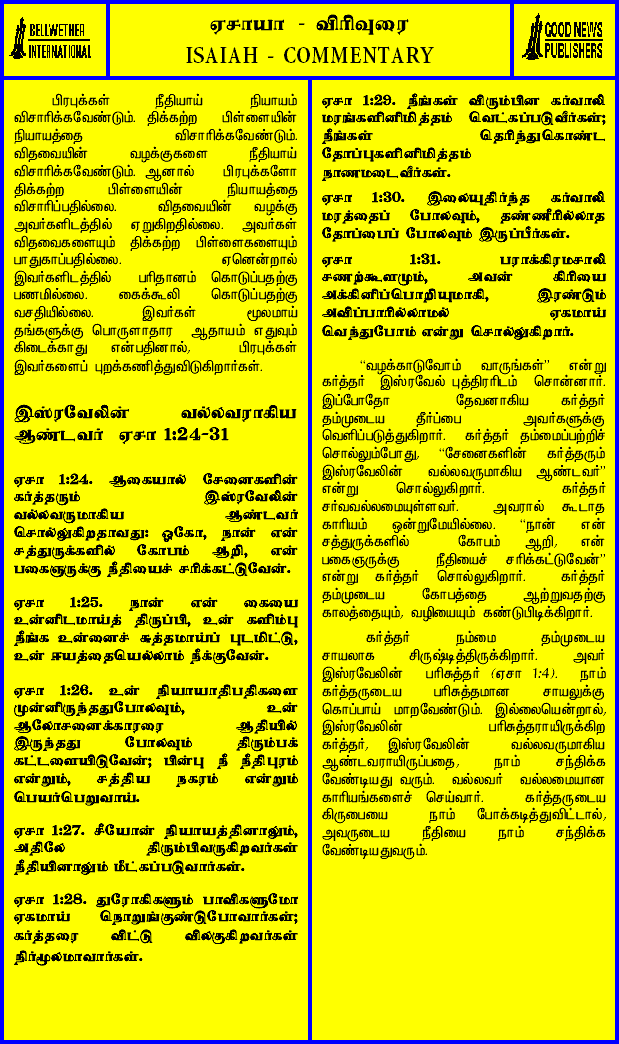 BELLWETHER
INTERNATIONAL
ஏசாயா - விரிவுரை
ISAIAH - COMMENTARY
GOOD NEWS
PUBLISHERS
பிரபுக்கள் நீதியாய் நியாயம்
விசாரிக்கவேண்டும். திக்கற்ற பிள்ளையின்
நியாயத்தை விசாரிக்கவேண்டும்.
விதவையின் வழக்குகளை நீதியாய்
விசாரிக்கவேண்டும். ஆனால் பிரபுக்களோ
திக்கற்ற பிள்ளையின் நியாயத்தை
விசாரிப்பதில்லை. விதவையின் வழக்கு
அவர்களிடத்தில் ஏறுகிறதில்லை. அவர்கள்
விதவைகளையும் திக்கற்ற பிள்ளைகளையும்
பாதுகாப்பதில்லை. ஏனென்றால்
இவர்களிடத்தில் பரிதானம் கொடுப்பதற்கு
பணமில்லை. கைக்கூலி கொடுப்பதற்கு
வசதியில்லை. இவர்கள் மூலமாய்
தங்களுக்கு பொருளாதார ஆதாயம் எதுவும்
கிடைக்காது என்பதினால், பிரபுக்கள்
இவர்களைப் புறக்கணித்துவிடுகிறார்கள்.
இஸ்ரவேலின் வல்லவராகிய
ஆண்டவர் ஏசா 1:24-31
ஏசா 1:24. ஆகையால் சேனைகளின்
கர்த்தரும் இஸ்ரவேலின்
வல்லவருமாகிய ஆண்டவர்
சொல்லுகிறதாவது: ஓகோ, நான் என்
சத்துருக்களில் கோபம் ஆறி, என்
பகைஞருக்கு நீதியைச் சரிக்கட்டுவேன்.
ஏசா 1:25. நான் என் கையை
உன்னிடமாய்த் திருப்பி, உன் களிம்பு
நீங்க உன்னைச் சுத்தமாய்ப் புடமிட்டு,
உன் ஈயத்தையெல்லாம் நீக்குவேன்.
ஏசா 1:26. உன் நியாயாதிபதிகளை
முன்னிருந்ததுபோலவும், உன்
ஆலோசனைக்காரரை ஆதியில்
இருந்தது போலவும் திரும்பக்
கட்டளையிடுவேன்; பின்பு நீ நீதிபுரம்
என்றும், சத்திய நகரம் என்றும்
பெயர்பெறுவாய்.
ஏசா 1:27. சீயோன் நியாயத்தினாலும்,
அதிலே திரும்பிவருகிறவர்கள்
நீதியினாலும் மீட்கப்படுவார்கள்.
ஏசா 1:28. துரோகிகளும் பாவிகளுமோ
ஏகமாய் நொறுங்குண்டுபோவார்கள்;
கர்த்தரை விட்டு விலகுகிறவர்கள்
நிர்மூலமாவார்கள்.
ஏசா 1:29. நீங்கள் விரும்பின கர்வாலி
மரங்களினிமித்தம் வெட்கப்படுவீர்கள்;
நீங்கள் தெரிந்துகொண்ட
தோப்புகளினிமித்தம்
நாணமடைவீர்கள்.
ஏசா 1:30. இலையுதிர்ந்த கர்வாலி
மரத்தைப் போலவும், தண்ணீரில்லாத
தோப்பைப் போலவும் இருப்பீர்கள்.
ஏசா 1:31. பராக்கிரமசாலி
சணற்கூளமும், அவன் கிரியை
அக்கினிப்பொறியுமாகி, இரண்டும்
அவிப்பாரில்லாமல் ஏகமாய்
வெந்துபோம் என்று சொல்லுகிறார்.
“வழக்காடுவோம் வாருங்கள்” என்று
கர்த்தர் இஸ்ரவேல் புத்திரரிடம் சொன்னார்.
இப்போதோ தேவனாகிய கர்த்தர்
தம்முடைய தீர்ப்பை அவர்களுக்கு
வெளிப்படுத்துகிறார். கர்த்தர் தம்மைப்பற்றிச்
சொல்லும்போது, “சேனைகளின் கர்த்தரும்
இஸ்ரவேலின் வல்லவருமாகிய ஆண்டவர்”
என்று சொல்லுகிறார். கர்த்தர்
சர்வவல்லமையுள்ளவர். அவரால் கூடாத
காரியம் ஒன்றுமேயில்லை. “நான் என்
சத்துருக்களில் கோபம் ஆறி, என்
பகைஞருக்கு நீதியைச் சரிக்கட்டுவேன்”
என்று கர்த்தர் சொல்லுகிறார். கர்த்தர்
தம்முடைய கோபத்தை ஆற்றுவதற்கு
காலத்தையும், வழியையும் கண்டுபிடிக்கிறார்.
கர்த்தர் நம்மை தம்முடைய
சாயலாக சிருஷ்டித்திருக்கிறார். அவர்
இஸ்ரவேலின் பரிசுத்தர் (ஏசா 1:4). நாம்
கர்த்தருடைய பரிசுத்தமான சாயலுக்கு
கொப்பாய் மாறவேண்டும். இல்லையென்றால்,
இஸ்ரவேலின் பரிசுத்தராயிருக்கிற
கர்த்தர், இஸ்ரவேலின் வல்லவருமாகிய
ஆண்டவராயிருப்பதை, நாம் சந்திக்க
வேண்டியது வரும். வல்லவர் வல்லமையான
காரியங்களைச் செய்வார். கர்த்தருடைய
கிருபையை நாம் போக்கடித்துவிட்டால்,
அவருடைய நீதியை நாம் சந்திக்க
வேண்டியதுவரும்.